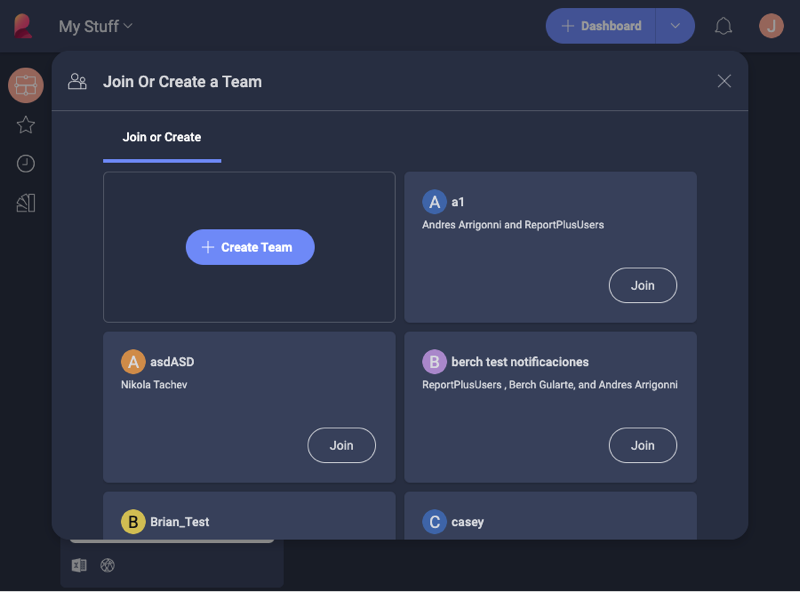 My Stuff
Dashboard
J
Join Or Create a Team
Join or Create
Create Team
A a1
Andres Arrigonni and ReportPlusUsers
Join
A asdASD
Nikola Tachev
Join
B berch test notificaciones
ReportPlusUsers , Berch Gularte, and Andres Arrigonni
Join
B Brian_Test
C casey